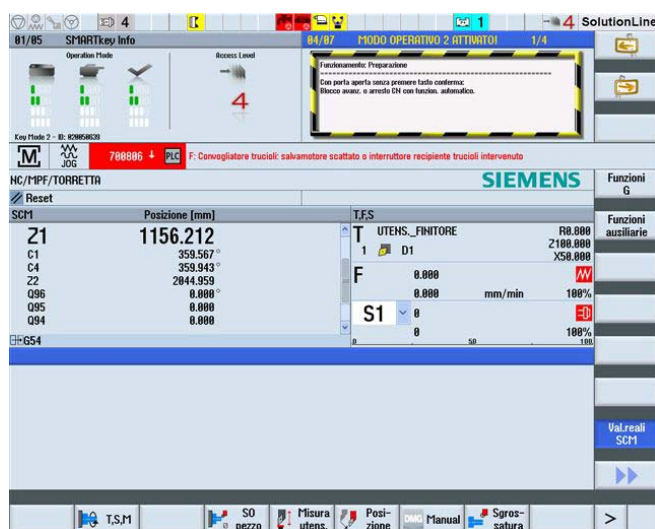 4
1
4
SolutionLine
01/05 SMARTkey Info
04/07 MODO OPERATIVO 2 ATTIVATO! 1/4
Operation Mode
Access Level
4
Key Mode 2 - ID: 020050639
Funzionamento: Preparazione
Con porta aperta senza premere tasto conferma:
Blocco avanz. o arresto CN con funzion. automatico.
M
JOG
700806 ↓ PLC F: Convogliatore trucioli: salvamotore scattato o interruttore recipiente trucioli intervenuto
NC/MPF/TORRETTA
SIEMENS
Reset
SCM Posizione [mm]
Z1 1156.212
C1 359.567 °
C4 359.943 °
Z2 2044.959
Q96 0.000 °
Q95 0.000
Q94 0.000
G54
T,F,S
T UTENS._FINITORE R0.800
1 D1 Z100.000
X50.000
F 0.000
0.000 mm/min 100%
S1 0
0 100%
0 50 100
Funzioni
G
Funzioni
ausiliarie
Val.reali
SCM
T,S,M
S0
pezzo
Misura
utens.
Posi-
zione
DMG Manual
Sgros-
satura
>